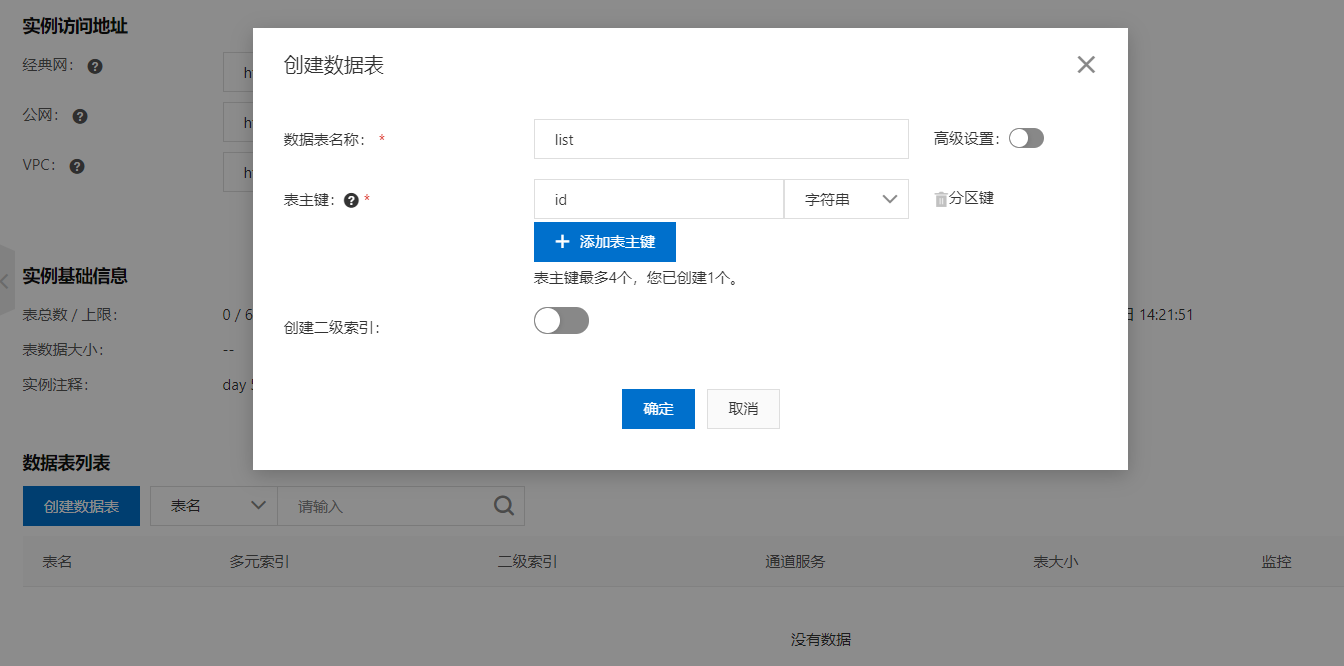 实例访问地址
经典网：
公网：
VPC：
创建数据表
数据表名称： * list 高级设置：
表主键： * id 字符串 分区键
添加表主键
表主键最多4个，您已创建1个。
创建二级索引：
确定 取消
实例基础信息
表总数 / 上限： 0 / 6 14:21:51
表数据大小： --
实例注释： day
数据表列表
创建数据表 表名 请输入
表名 多元索引 二级索引 通道服务 表大小 监控
没有数据